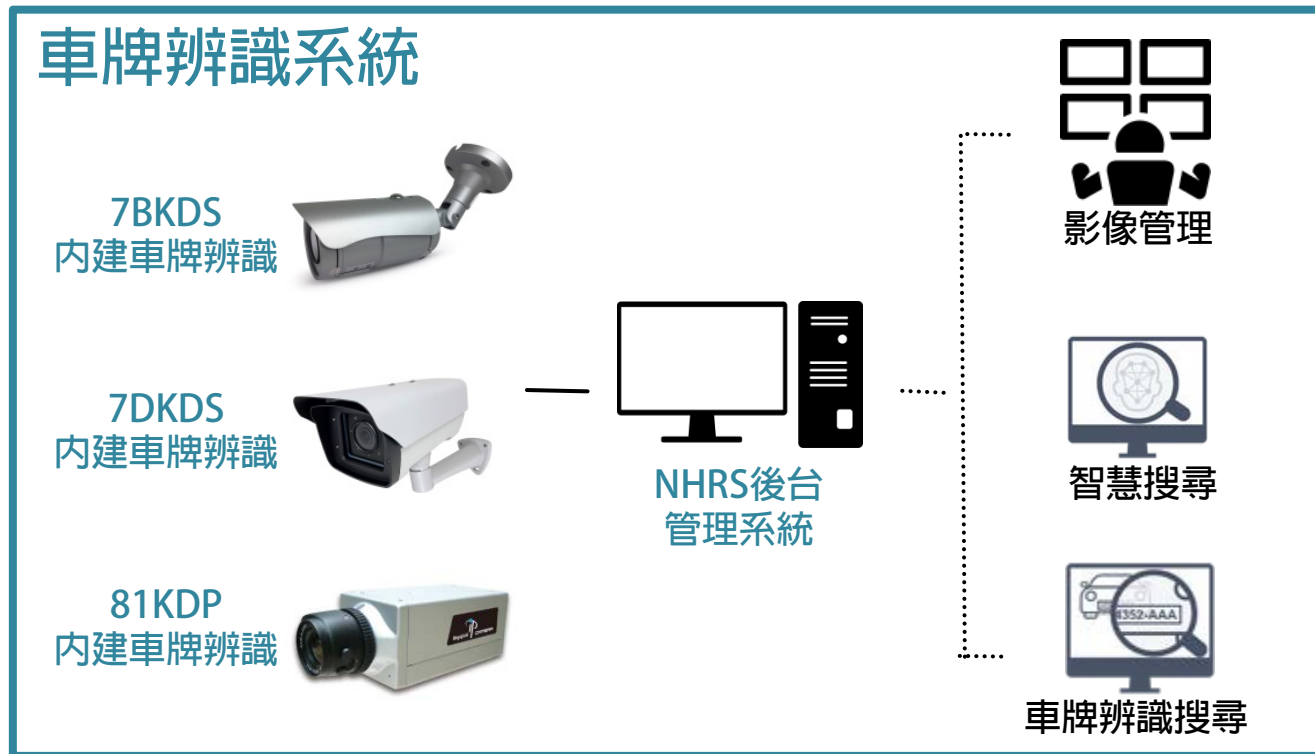 車牌辨識系統
7BKDS
內建車牌辨識
7DKDS
內建車牌辨識
81KDP
內建車牌辨識
NHRS後台
管理系統
影像管理
智慧搜尋
4352-AAA
車牌辨識搜尋